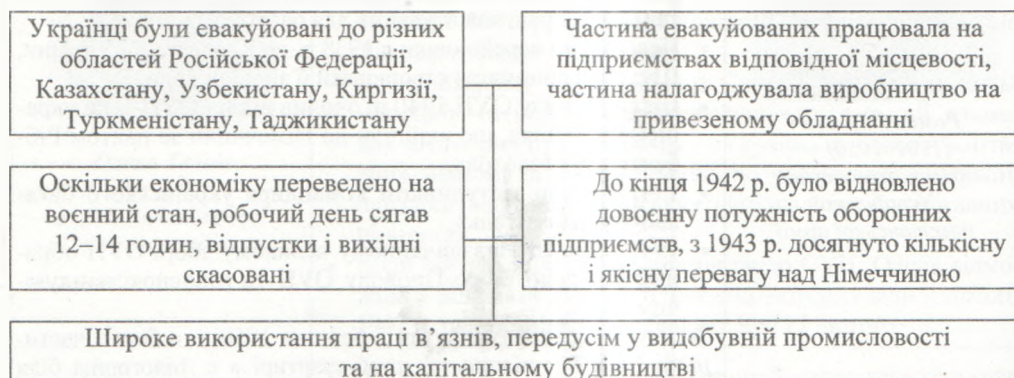 Українці були евакуйовані до різних
областей Російської Федерації,
Казахстану, Узбекистану, Киргизії,
Туркменістану, Таджикистану
Частина евакуйованих працювала на
підприємствах відповідної місцевості,
частина налагоджувала виробництво на
привезеному обладнанні
Оскільки економіку переведено на
воєнний стан, робочий день сягав
12–14 годин, відпустки і вихідні
скасовані
До кінця 1942 р. було відновлено
довоєнну потужність оборонних
підприємств, з 1943 р. досягнуто кількісну
і якісну перевагу над Німеччиною
Широке використання праці в’язнів, передусім у видобувній промисловості
та на капітальному будівництві